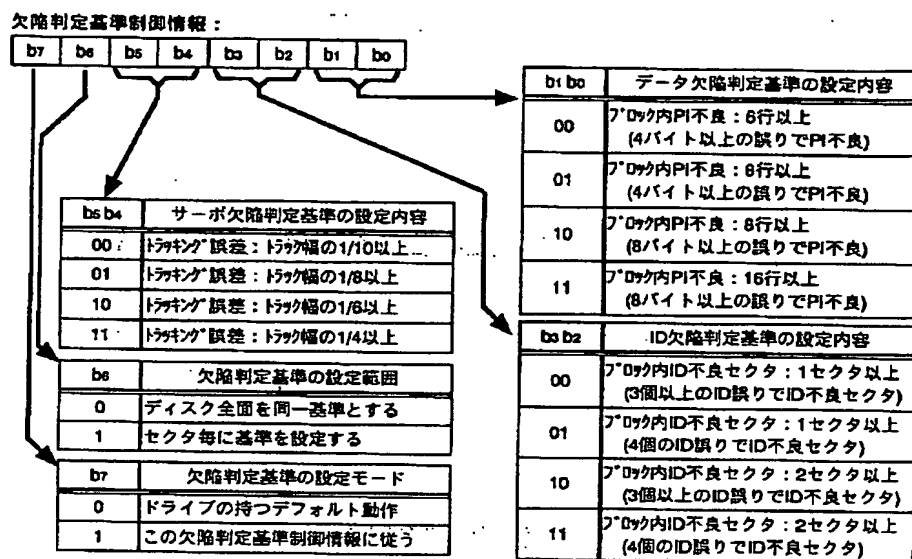 欠陥判定基準制御情報：
b7 b6 b5 b4 b3 b2 b1 b0
b1 b0 データ欠陥判定基準の設定内容
00 ブロック内PI不良：6行以上
(4バイト以上の誤りでPI不良)
01 ブロック内PI不良：8行以上
(4バイト以上の誤りでPI不良)
10 ブロック内PI不良：8行以上
(8バイト以上の誤りでPI不良)
11 ブロック内PI不良：16行以上
(8バイト以上の誤りでPI不良)
b5 b4 サーボ欠陥判定基準の設定内容
00 トラッキング誤差：トラック幅の1/10以上
01 トラッキング誤差：トラック幅の1/8以上
10 トラッキング誤差：トラック幅の1/6以上
11 トラッキング誤差：トラック幅の1/4以上
b3 b2 ID欠陥判定基準の設定内容
00 ブロック内ID不良セクタ：1セクタ以上
(3個以上のID誤りでID不良セクタ)
01 ブロック内ID不良セクタ：1セクタ以上
(4個のID誤りでID不良セクタ)
10 ブロック内ID不良セクタ：2セクタ以上
(3個以上のID誤りでID不良セクタ)
11 ブロック内ID不良セクタ：2セクタ以上
(4個のID誤りでID不良セクタ)
b6 欠陥判定基準の設定範囲
0 ディスク全面を同一基準とする
1 セクタ毎に基準を設定する
b7 欠陥判定基準の設定モード
0 ドライブの持つデフォルト動作
1 この欠陥判定基準制御情報に従う